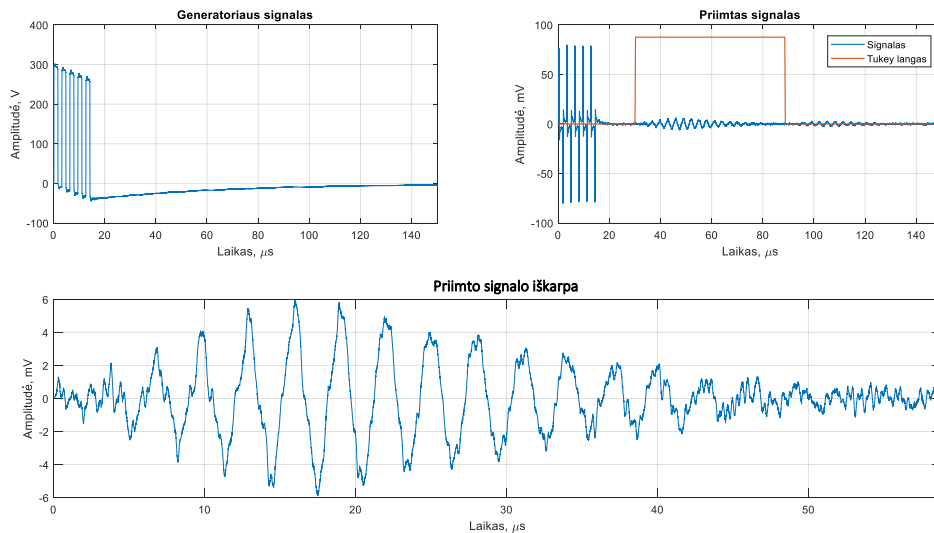 Generatoriaus signalas
400
300
200
100
0
-100
Amplitudė, V
0 20 40 60 80 100 120 140
Laikas, μs
Priimtas signalas
100
50
0
-50
-100
Amplitudė, mV
Signalas
Tukey langas
0 20 40 60 80 100 120 140
Laikas, μs
Priimto signalo iškarpa
6
4
2
0
-2
-4
-6
Amplitudė, mV
0 10 20 30 40 50
Laikas, μs